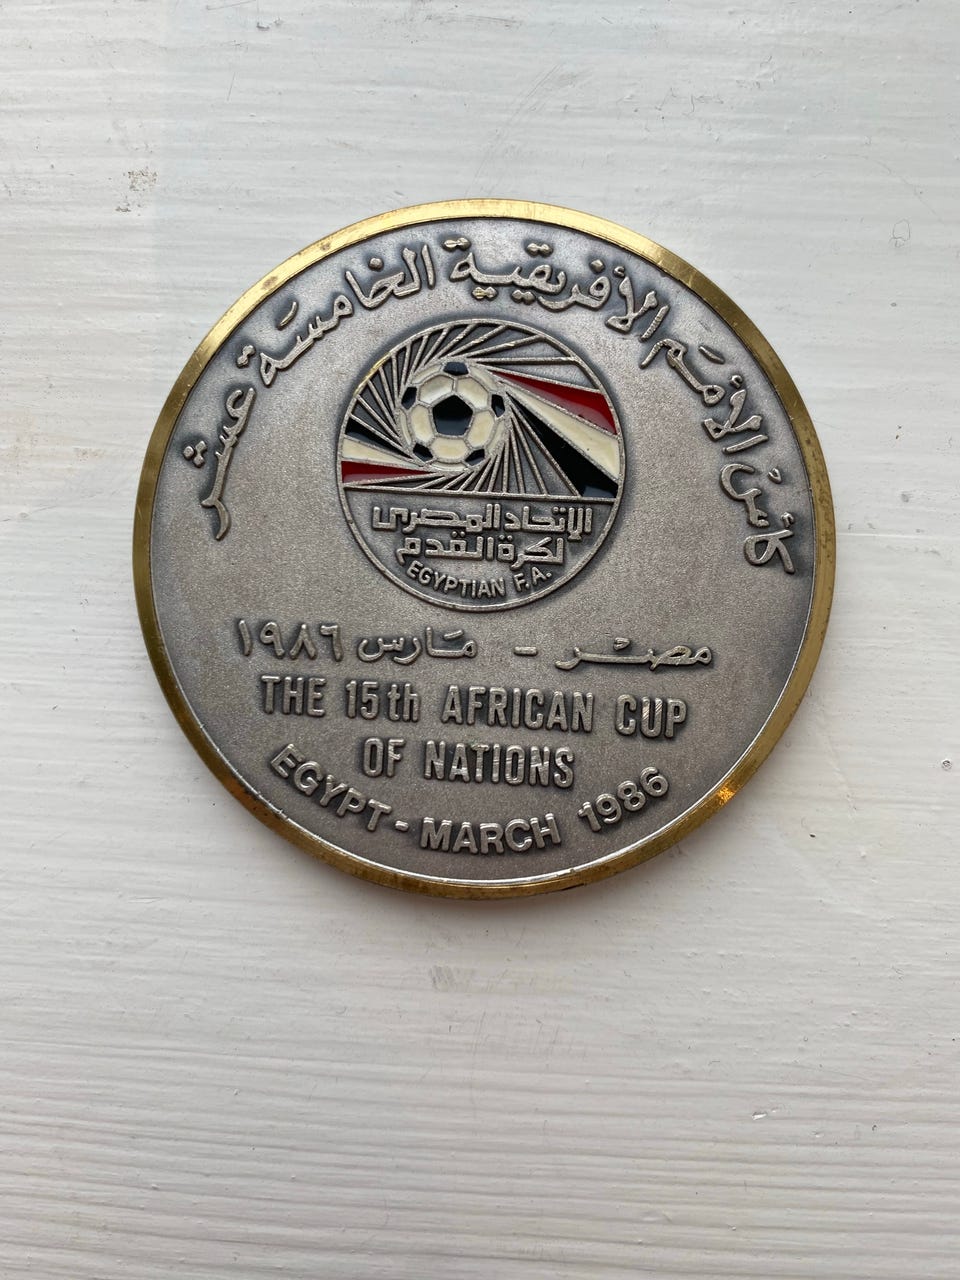 كأس الأمم الأفريقية الخامسة عشر
الاتحاد المصرى
لكرة القدم
EGYPTIAN F.A.
مصر - مارس ١٩٨٦
THE 15th AFRICAN CUP
OF NATIONS
EGYPT - MARCH 1986